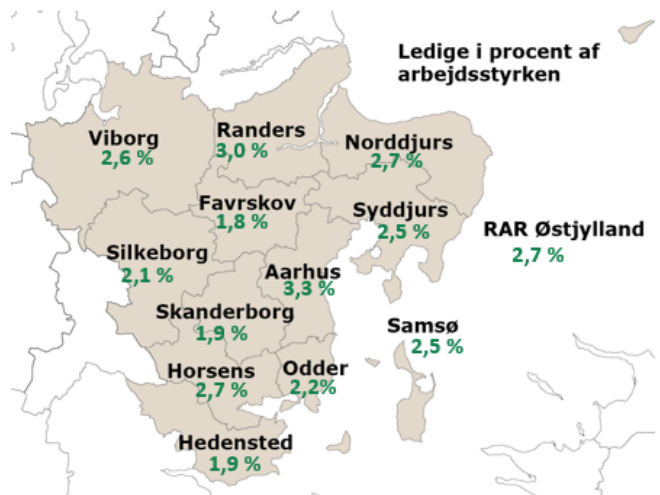 Ledige i procent af
arbejdsstyrken
Viborg
2,6 %
Randers
3,0 %
Norddjurs
2,7 %
Favrskov
1,8 %
Syddjurs
2,5 %
RAR Østjylland
2,7 %
Silkeborg
2,1 %
Aarhus
3,3 %
Skanderborg
1,9 %
Samsø
2,5 %
Horsens
2,7 %
Odder
2,2%
Hedensted
1,9 %